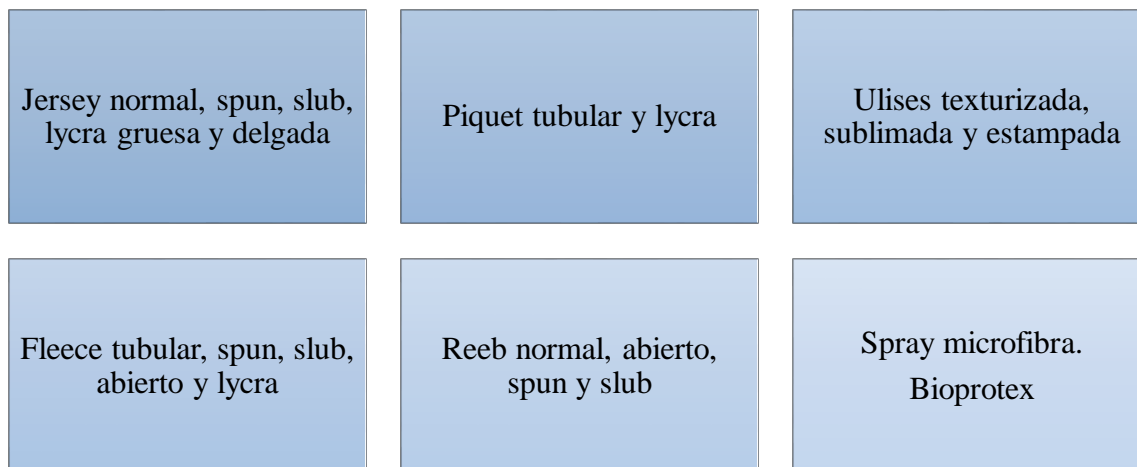 Jersey normal, spun, slub,
lycra gruesa y delgada
Piquet tubular y lycra
Ulises texturizada,
sublimada y estampada
Fleece tubular, spun, slub,
abierto y lycra
Reeb normal, abierto,
spun y slub
Spray microfibra.
Bioprotex